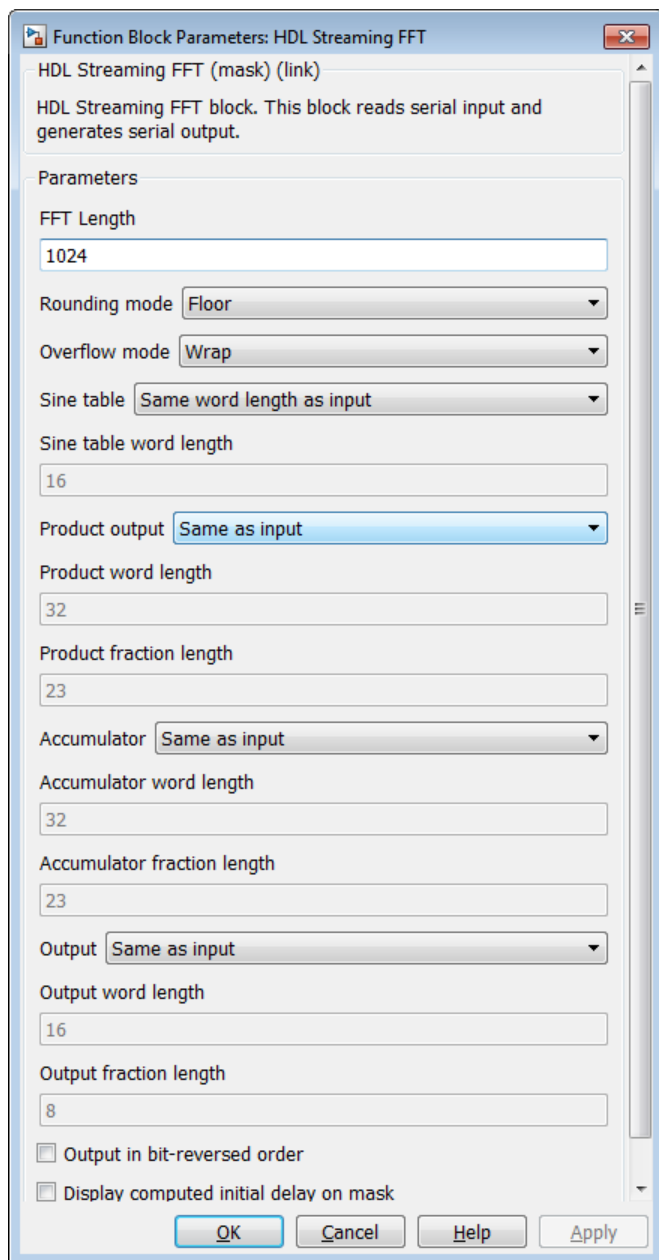 Function Block Parameters: HDL Streaming FFT
HDL Streaming FFT (mask) (link)
HDL Streaming FFT block. This block reads serial input and
generates serial output.
Parameters
FFT Length
1024
Rounding mode Floor
Overflow mode Wrap
Sine table Same word length as input
Sine table word length
16
Product output Same as input
Product word length
32
Product fraction length
23
Accumulator Same as input
Accumulator word length
32
Accumulator fraction length
23
Output Same as input
Output word length
16
Output fraction length
8
Output in bit-reversed order
Display computed initial delay on mask
OK Cancel Help Apply